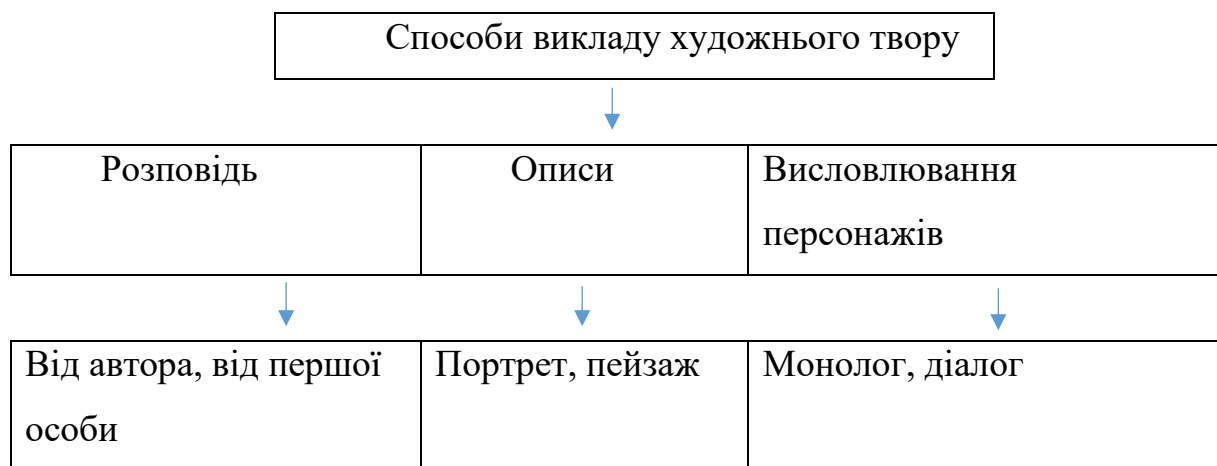 Способи викладу художнього твору
Розповідь
Описи
Висловлювання
персонажів
Від автора, від першої
особи
Портрет, пейзаж
Монолог, діалог